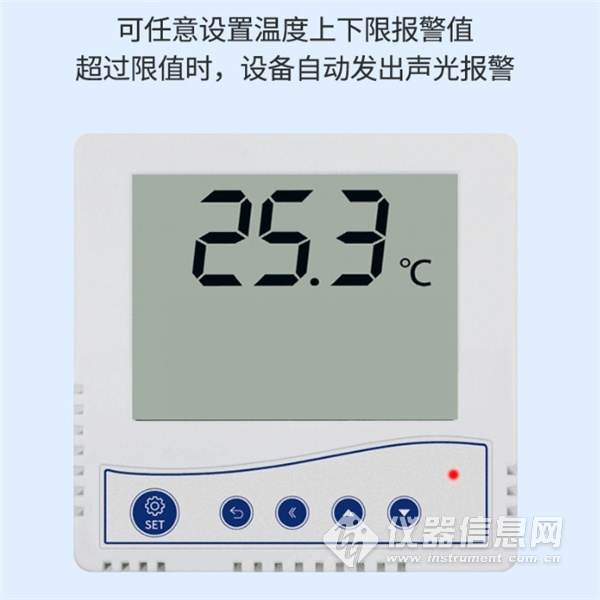 可任意设置温度上下限报警值
超过限值时，设备自动发出声光报警
25.3 ℃
SET
仪器信息网
www.instrument.com.cn